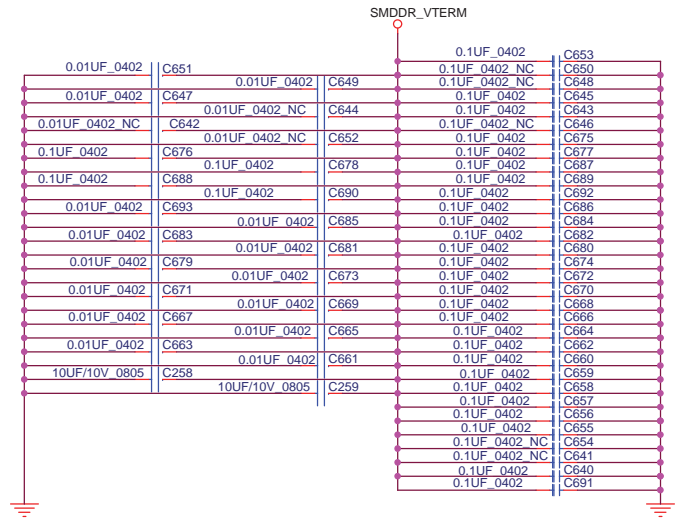 SMDDR_VTERM
0.1UF_0402 C653
0.01UF_0402 C651 0.1UF_0402_NC C650
0.01UF_0402 C649 0.1UF_0402_NC C648
0.01UF_0402 C647 0.1UF_0402 C645
0.01UF_0402_NC C644 0.1UF_0402 C643
0.01UF_0402_NC C642 0.1UF_0402_NC C646
0.01UF_0402_NC C652 0.1UF_0402 C675
0.1UF_0402 C676 0.1UF_0402 C677
0.1UF_0402 C678 0.1UF_0402 C687
0.1UF_0402 C688 0.1UF_0402 C689
0.1UF_0402 C690 0.1UF_0402 C692
0.01UF_0402 C693 0.1UF_0402 C686
0.01UF_0402 C685 0.1UF_0402 C684
0.01UF_0402 C683 0.1UF_0402 C682
0.01UF_0402 C681 0.1UF_0402 C680
0.01UF_0402 C679 0.1UF_0402 C674
0.01UF_0402 C673 0.1UF_0402 C672
0.01UF_0402 C671 0.1UF_0402 C670
0.01UF_0402 C669 0.1UF_0402 C668
0.01UF_0402 C667 0.1UF_0402 C666
0.01UF_0402 C665 0.1UF_0402 C664
0.01UF_0402 C663 0.1UF_0402 C662
0.01UF_0402 C661 0.1UF_0402 C660
10UF/10V_0805 C258 0.1UF_0402 C659
10UF/10V_0805 C259 0.1UF_0402 C658
0.1UF_0402 C657
0.1UF_0402 C656
0.1UF_0402 C655
0.1UF_0402_NC C654
0.1UF_0402_NC C641
0.1UF_0402 C640
0.1UF_0402 C691